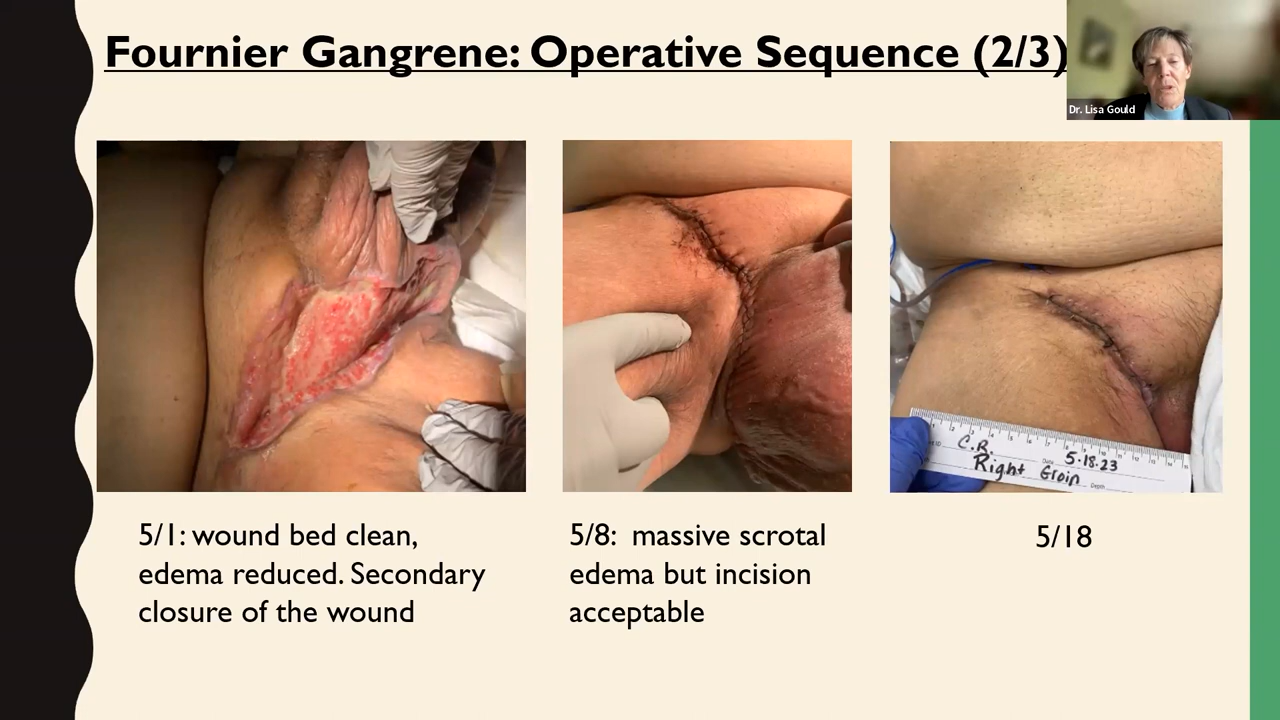 Fournier Gangrene: Operative Sequence (2/3)
Dr. Lisa Gould
C.R.
5.18.23
Right Groin
5/1: wound bed clean,
edema reduced. Secondary
closure of the wound
5/8: massive scrotal
edema but incision
acceptable
5/18